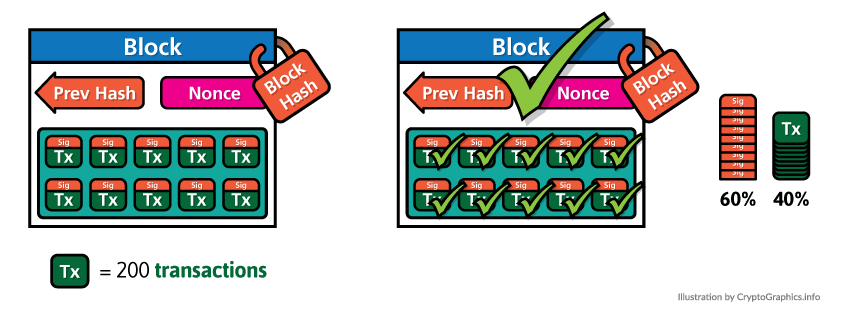 Block
Prev Hash
Nonce
Block
Hash
Sig Sig Sig Sig Sig
Tx Tx Tx Tx Tx
Sig Sig Sig Sig Sig
Tx Tx Tx Tx Tx
Tx = 200 transactions
Block
Prev Hash
Nonce
Block
Hash
Sig Sig Sig Sig Sig
Tx Tx Tx Tx Tx
Sig Sig Sig Sig Sig
Tx Tx Tx Tx Tx
Sig
Sig
Sig
Sig
Sig
Sig
Sig
Sig
Sig
Tx
60% 40%
Illustration by CryptoGraphics.info